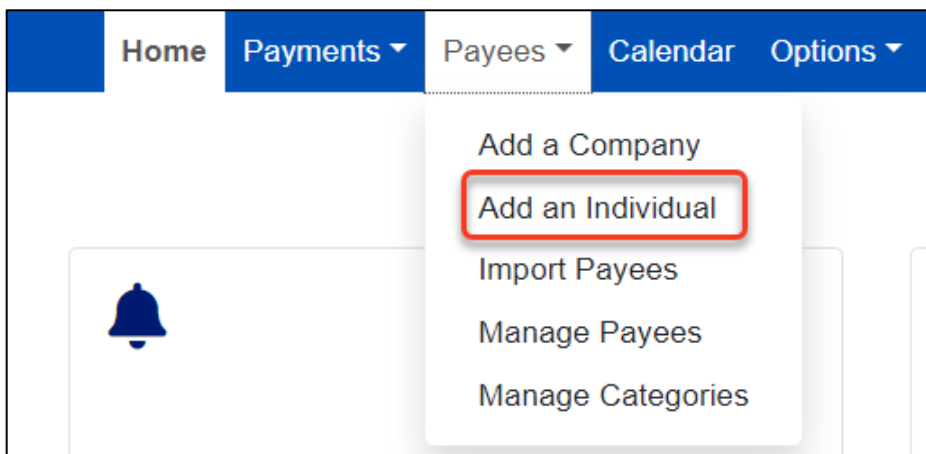 Home Payments Payees Calendar Options
Add a Company
Add an Individual
Import Payees
Manage Payees
Manage Categories